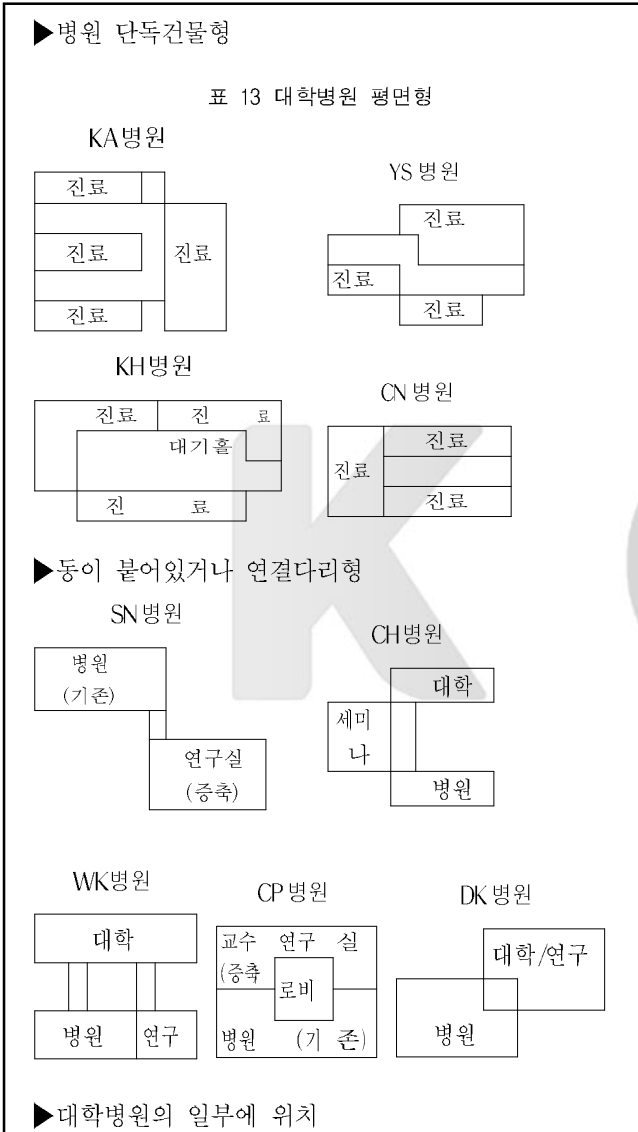 ▶병원 단독건물형
표 13 대학병원 평면형
KA병원
진료
진료
진료
진료
YS 병원
진료
진료
진료
KH병원
진료 진 료
대기홀
진 료
CN 병원
진료
진료
진료
▶동이 붙어있거나 연결다리형
SN 병원
병원
(기존)
연구실
(증축)
CH병원
대학
세미
나
병원
WK병원
대학
병원 연구
CP 병원
교수 연구 실
(증축
로비
병원 (기 존)
DK 병원
대학/연구
병원
▶대학병원의 일부에 위치